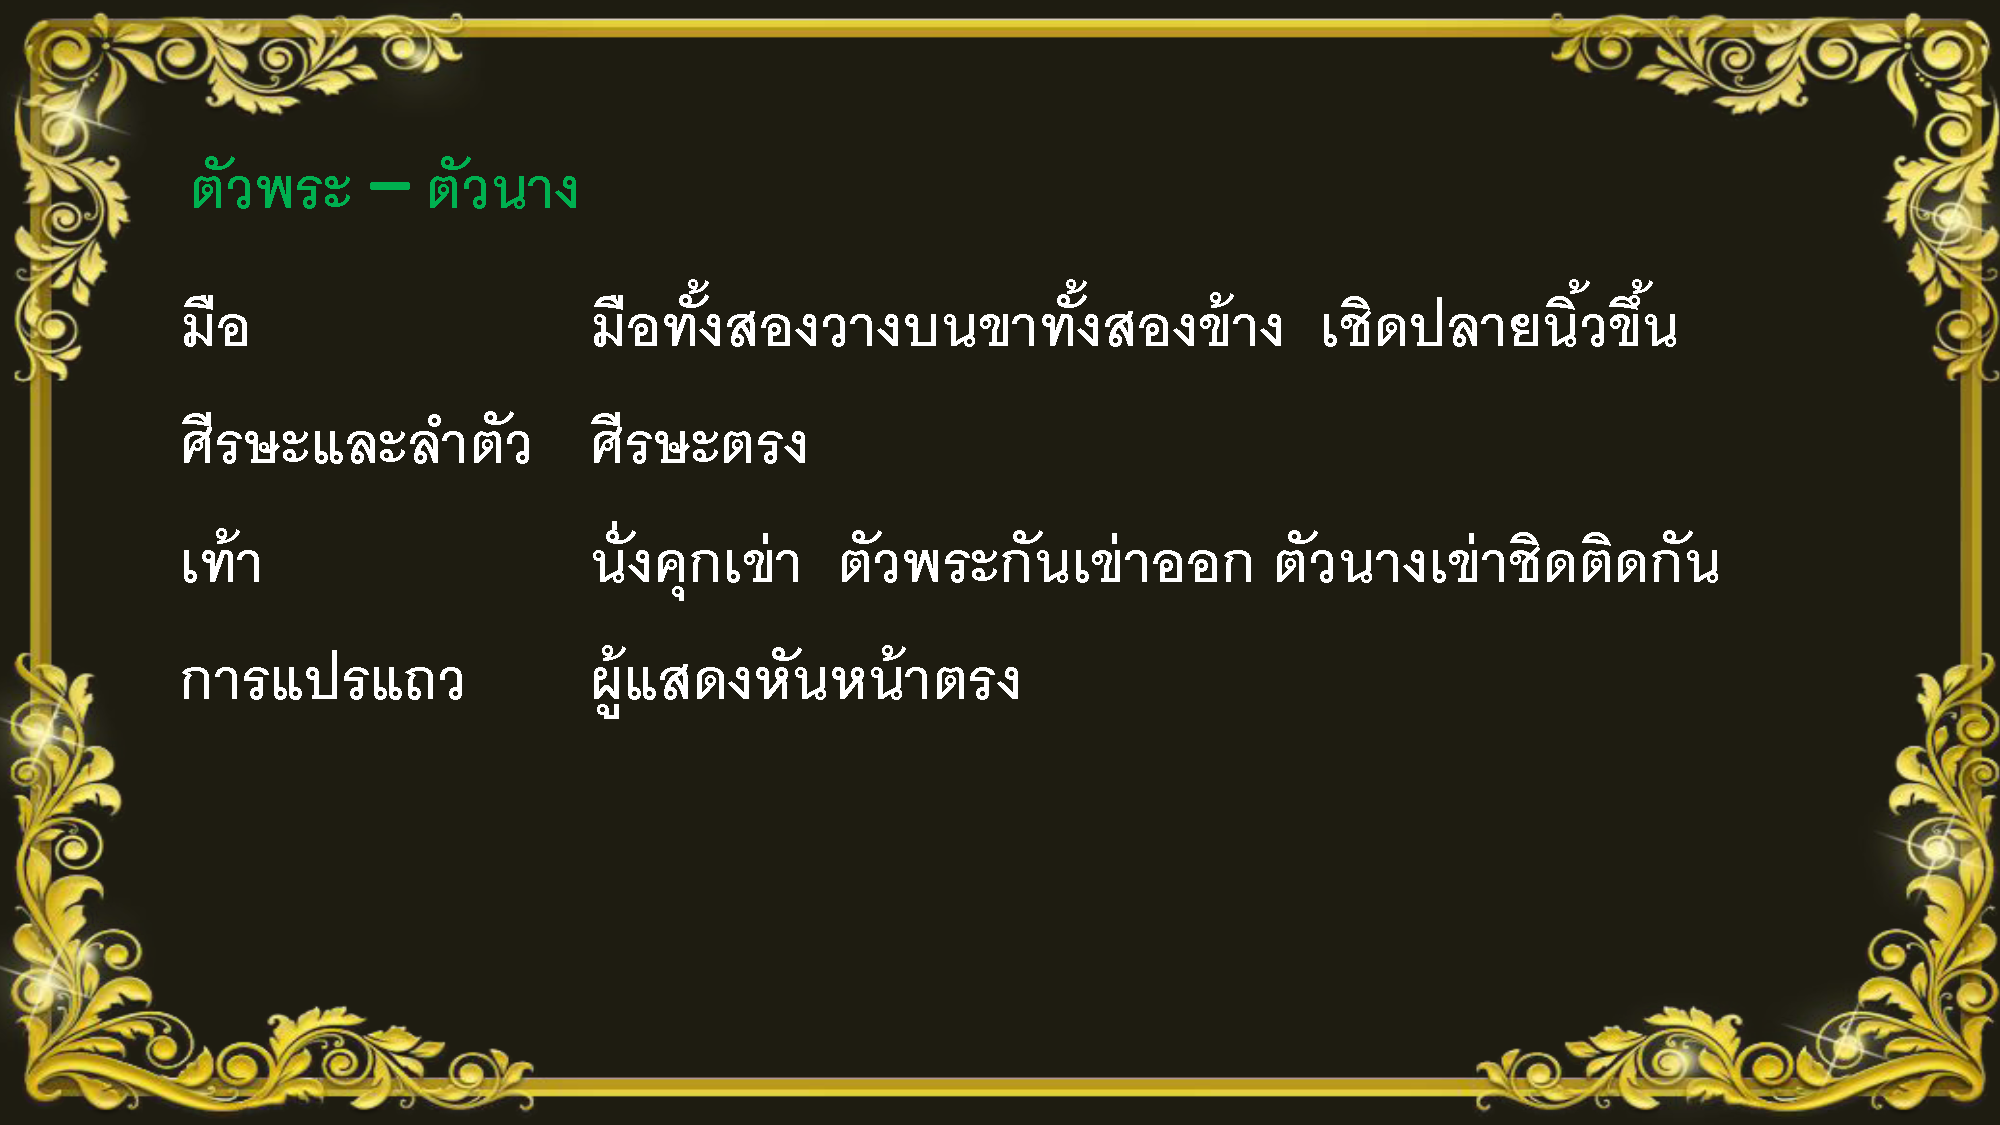 ตัวพระ – ตัวนาง
มือ มือทั้งสองวางบนขาทั้งสองข้าง เชิดปลายนิ้วขึ้น
ศีรษะและลำตัว ศีรษะตรง
เท้า นั่งคุกเข่า ตัวพระกันเข่าออก ตัวนางเข่าชิดติดกัน
การแปรแถว ผู้แสดงหันหน้าตรง